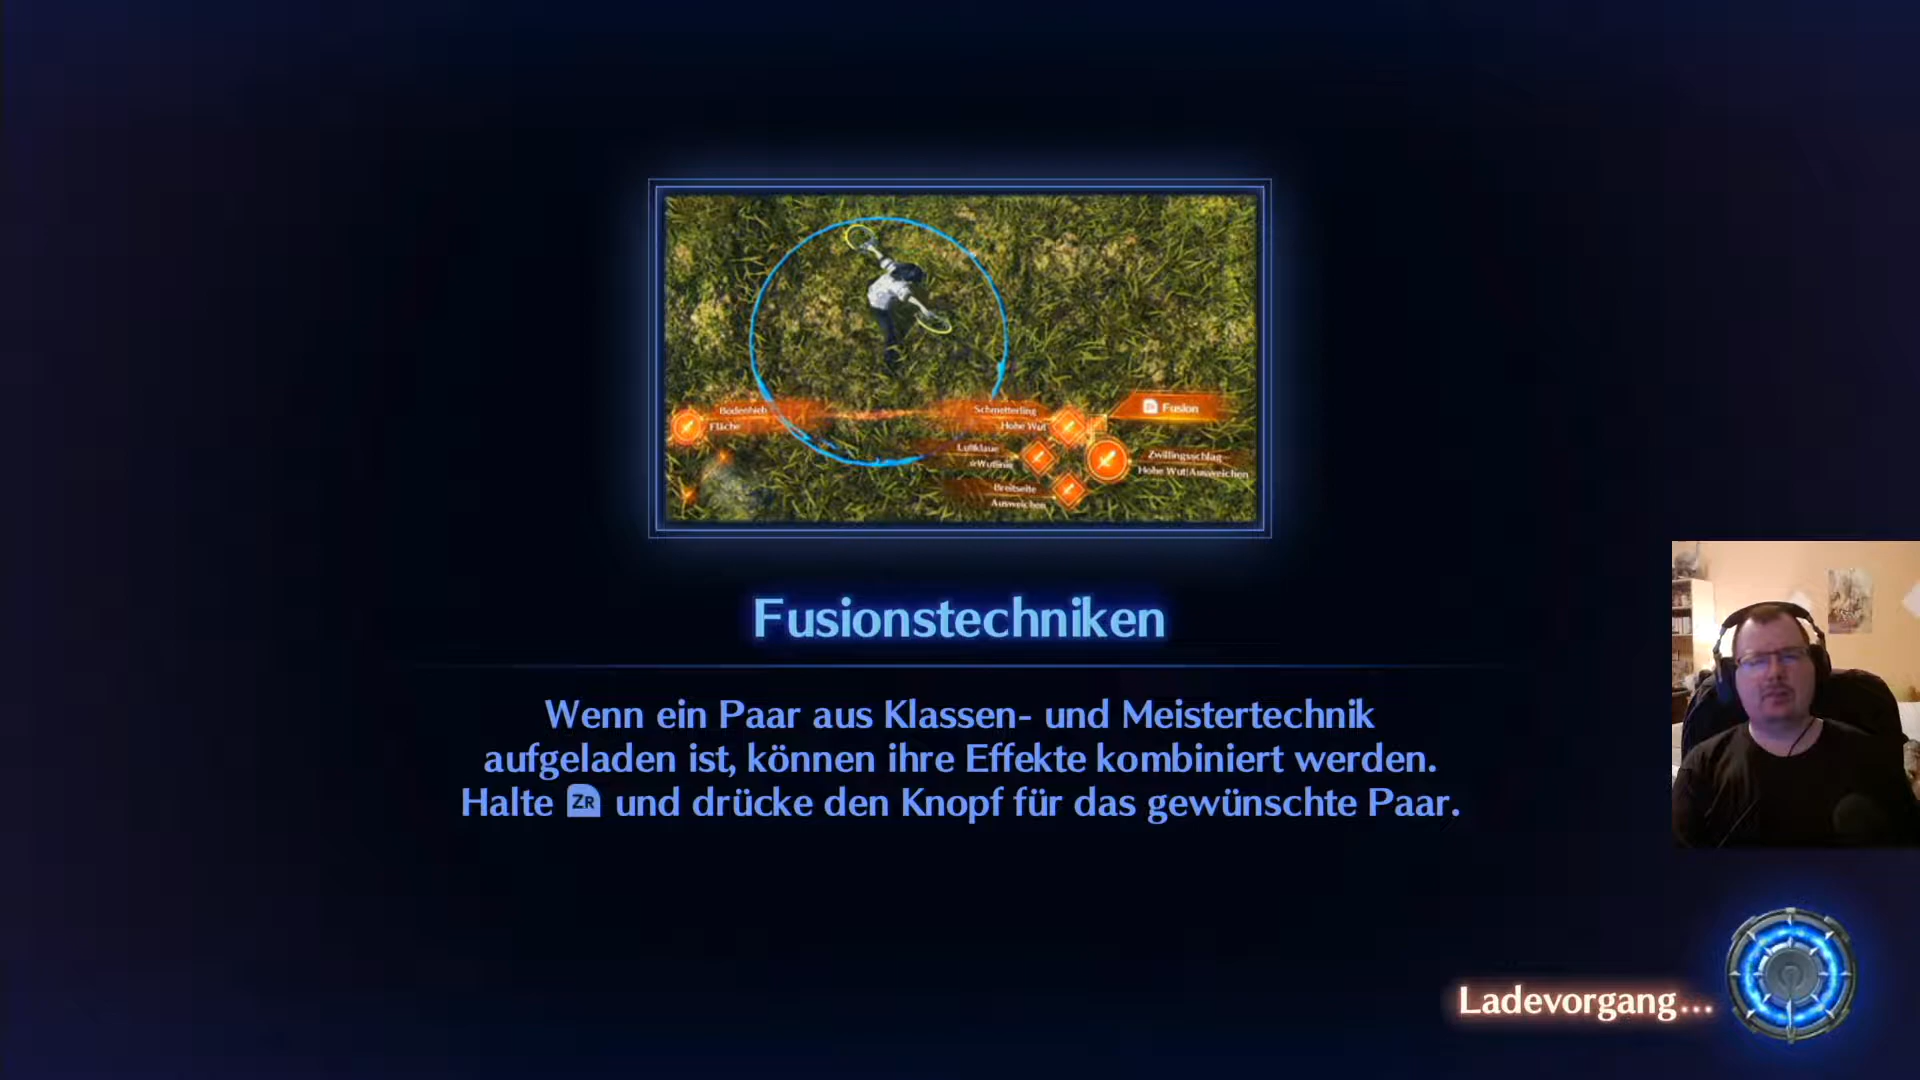 Bodenhieb
Fläche
Schmetterling
Hohe Wut
Luftklaue
Breitseite
Ausweichen
ZR Fusion
Zwillingsschlag
Hohe Wut|Ausweichen
Fusionstechniken
Wenn ein Paar aus Klassen- und Meistertechnik
aufgeladen ist, können ihre Effekte kombiniert werden.
Halte ZR und drücke den Knopf für das gewünschte Paar.
Ladevorgang...